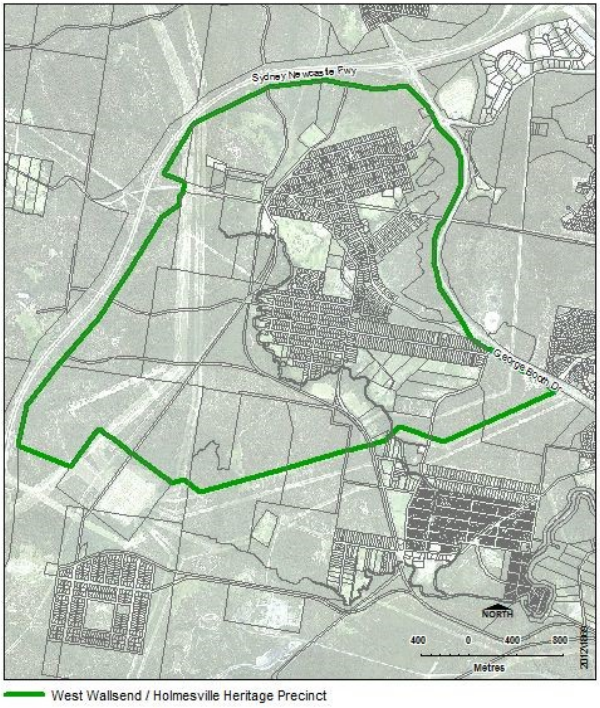 Sydney Newcastle Fwy
George Booth Dr
NORTH
400 0 400 800
Metres
West Wallsend / Holmesville Heritage Precinct